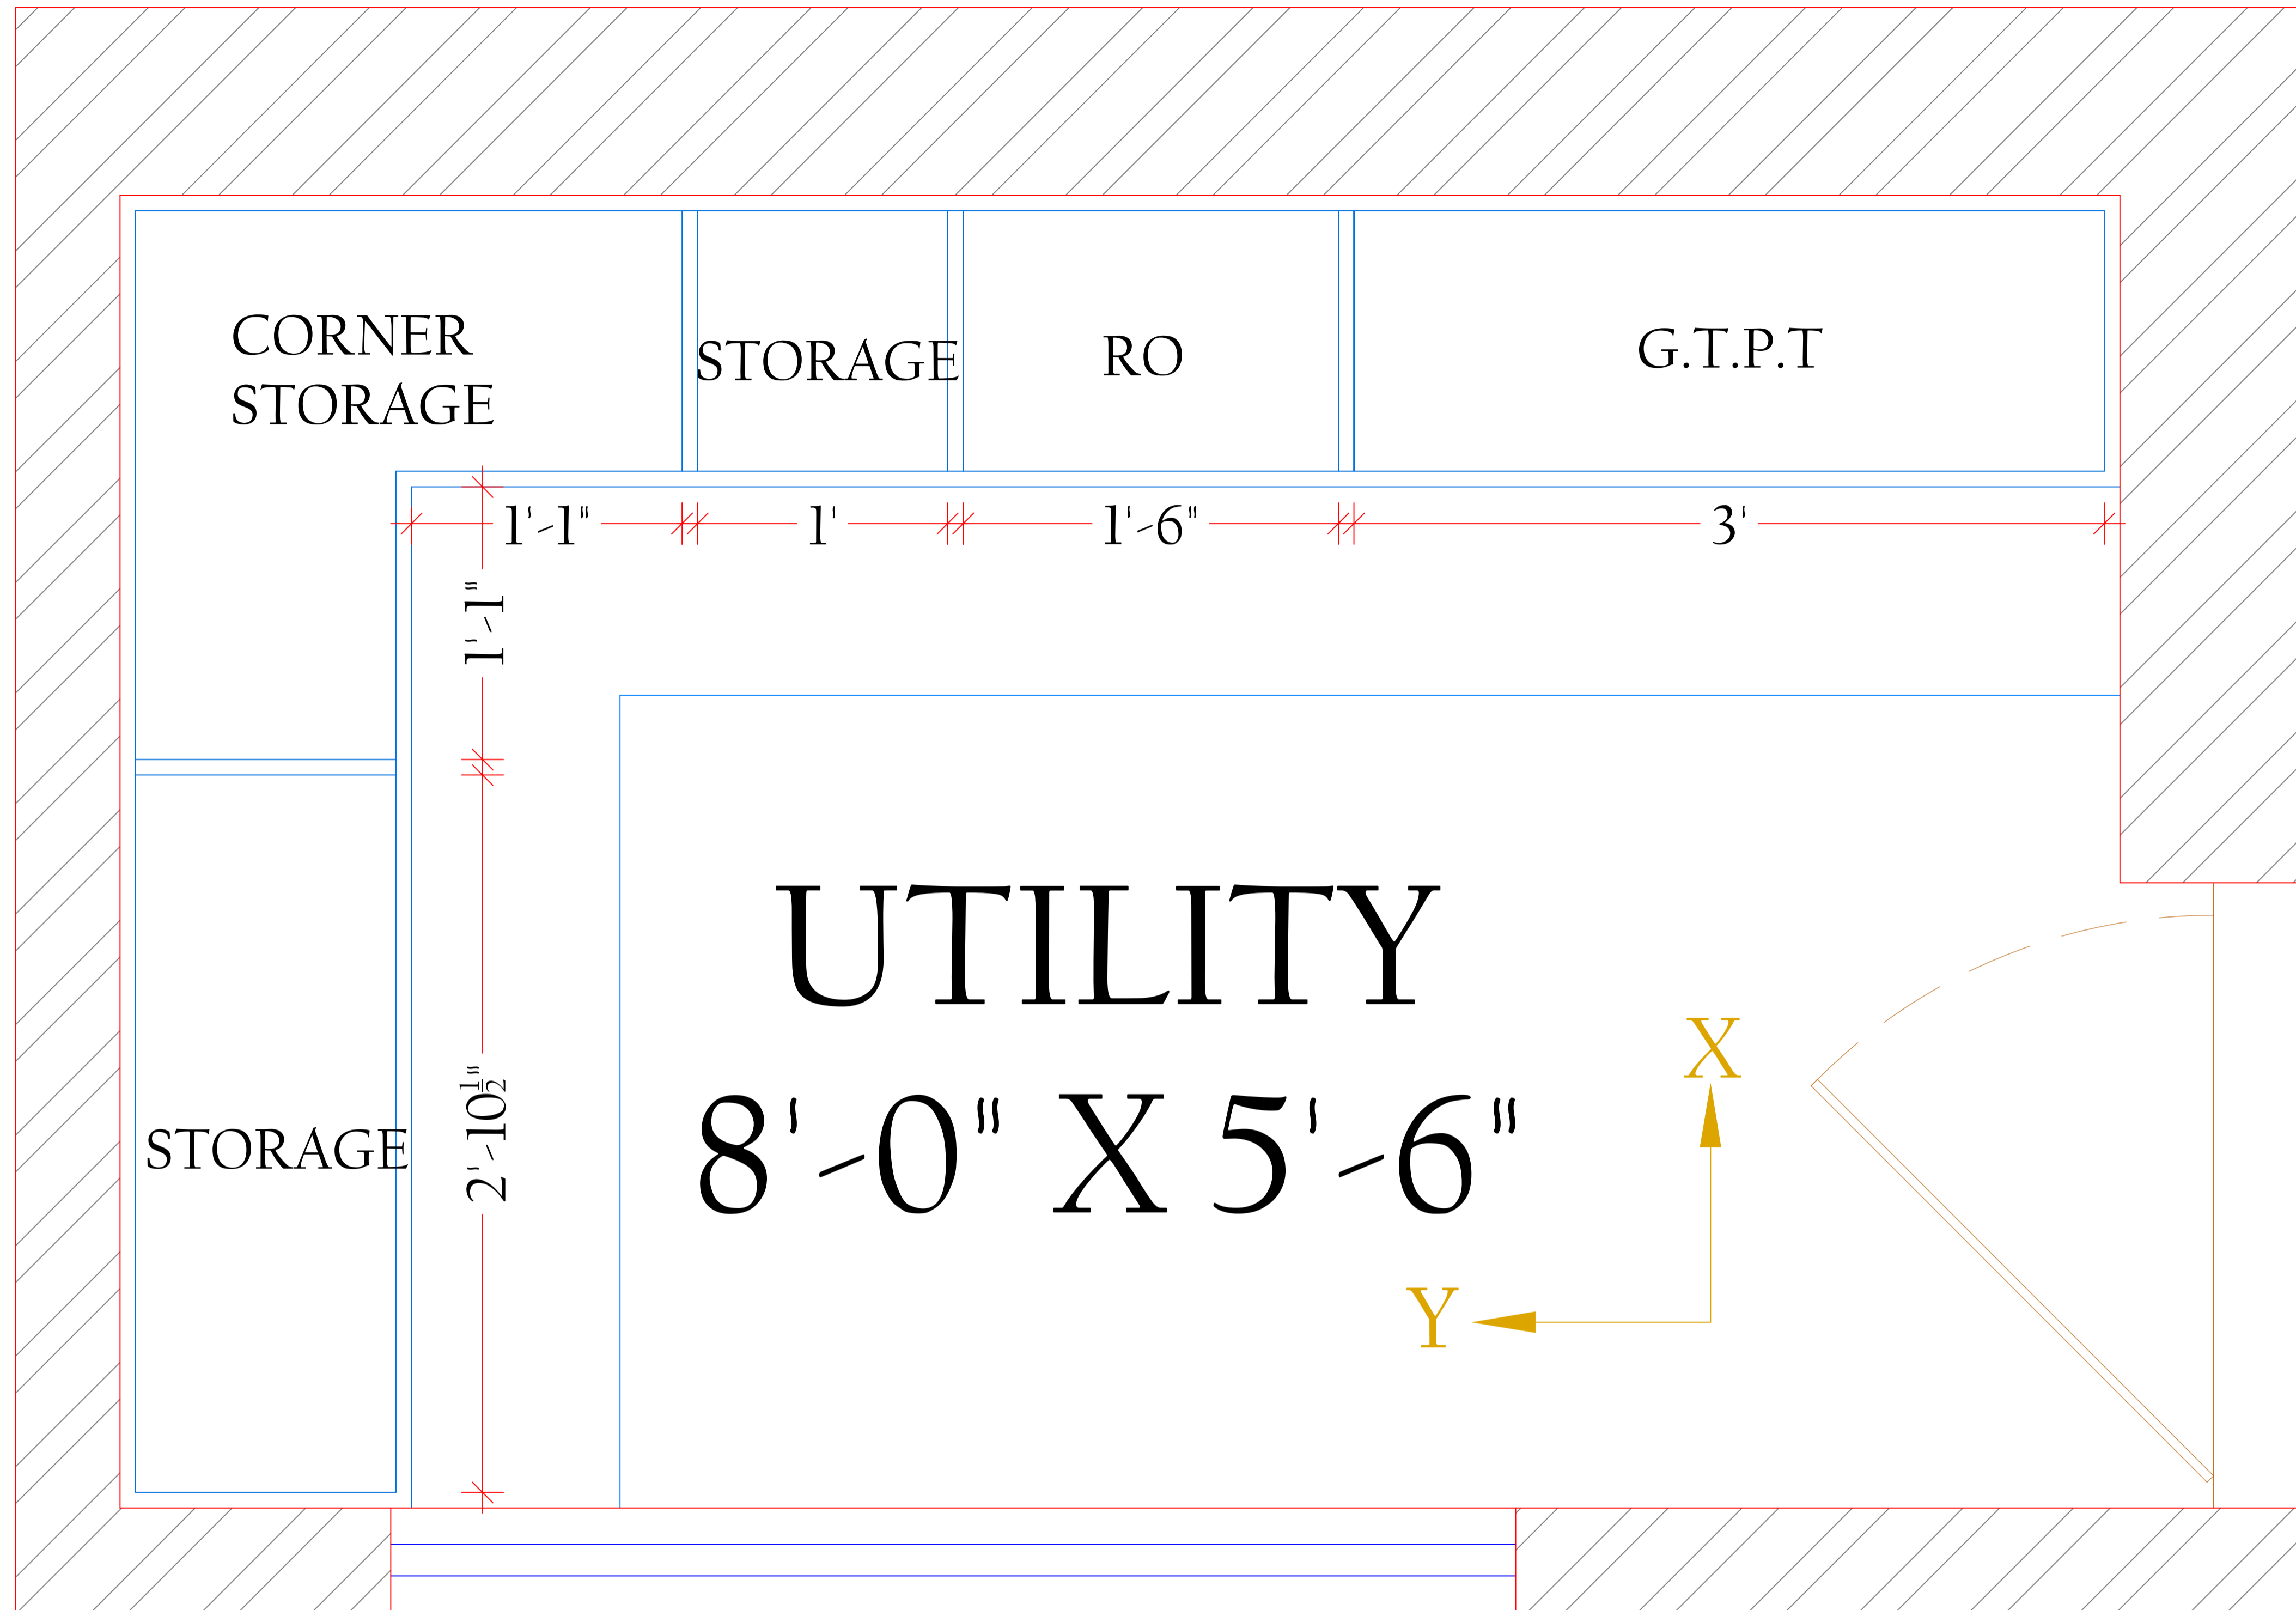 CORNER
STORAGE
STORAGE
RO
G.T.P.T
1'-1"
1'
1'-6"
3'
1'-1"
UTILITY
8'-0" X 5'-6"
X
Y
2'-10½"
STORAGE